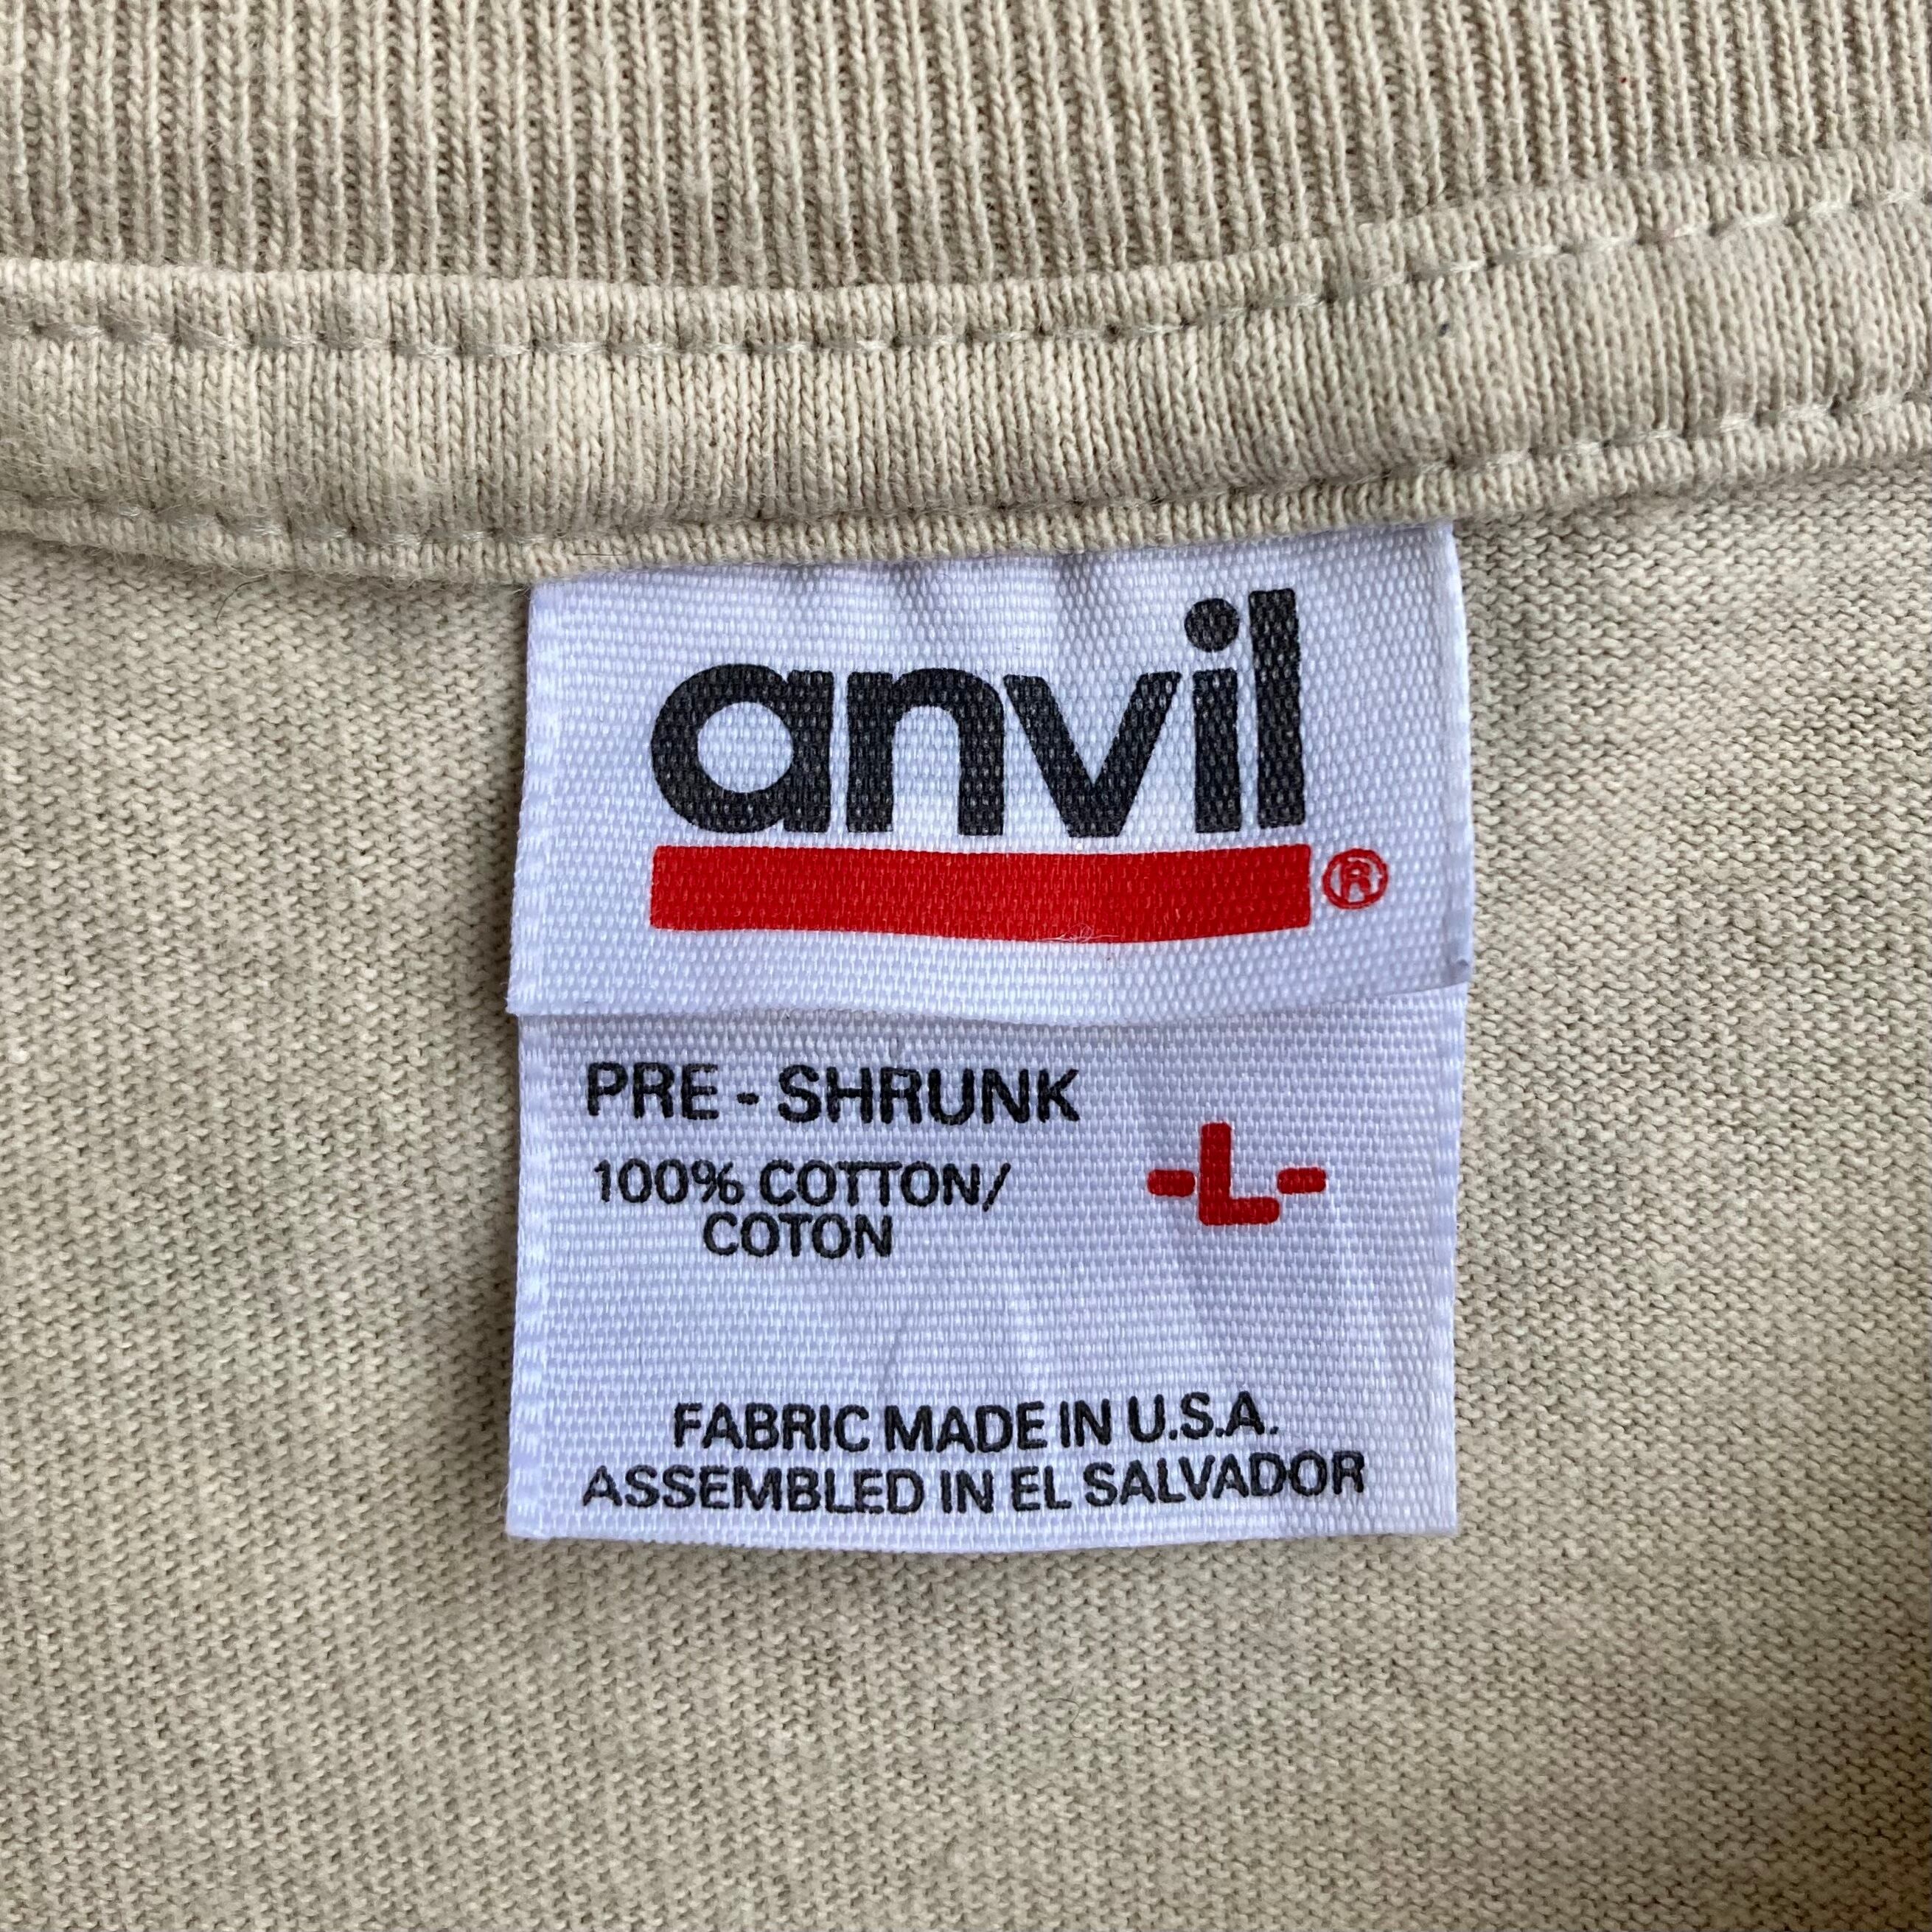 anvil
®
PRE - SHRUNK
100% COTTON/
COTON
-L-
FABRIC MADE IN U.S.A.
ASSEMBLED IN EL SALVADOR